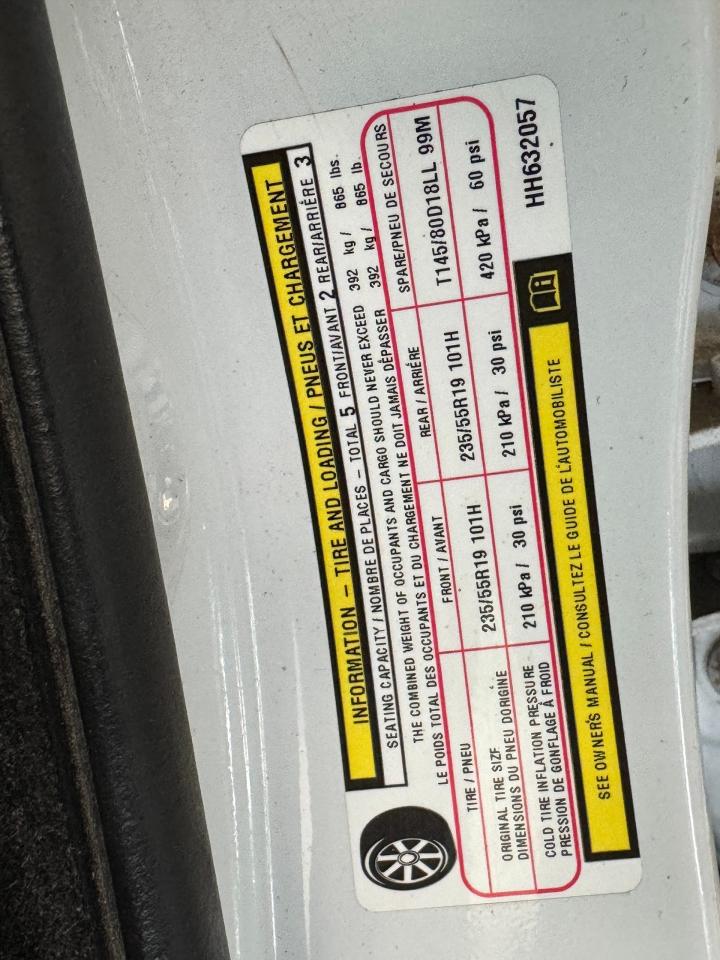 INFORMATION – TIRE AND LOADING / PNEUS ET CHARGEMENT
SEATING CAPACITY / NOMBRE DE PLACES – TOTAL 5 FRONT/AVANT 2 REAR/ARRIÈRE 3
THE COMBINED WEIGHT OF OCCUPANTS AND CARGO SHOULD NEVER EXCEED 392 kg / 865 lbs.
LE POIDS TOTAL DES OCCUPANTS ET DU CHARGEMENT NE DOIT JAMAIS DÉPASSER 392 kg / 865 lb.
TIRE / PNEU FRONT / AVANT REAR / ARRIÈRE SPARE/PNEU DE SECOURS
ORIGINAL TIRE SIZE
DIMENSIONS DU PNEU D'ORIGINE 235/55R19 101H 235/55R19 101H T145/80D18LL 99M
COLD TIRE INFLATION PRESSURE
PRESSION DE GONFLAGE À FROID 210 kPa / 30 psi 210 kPa / 30 psi 420 kPa / 60 psi
SEE OWNER'S MANUAL / CONSULTEZ LE GUIDE DE L'AUTOMOBILISTE
HH632057